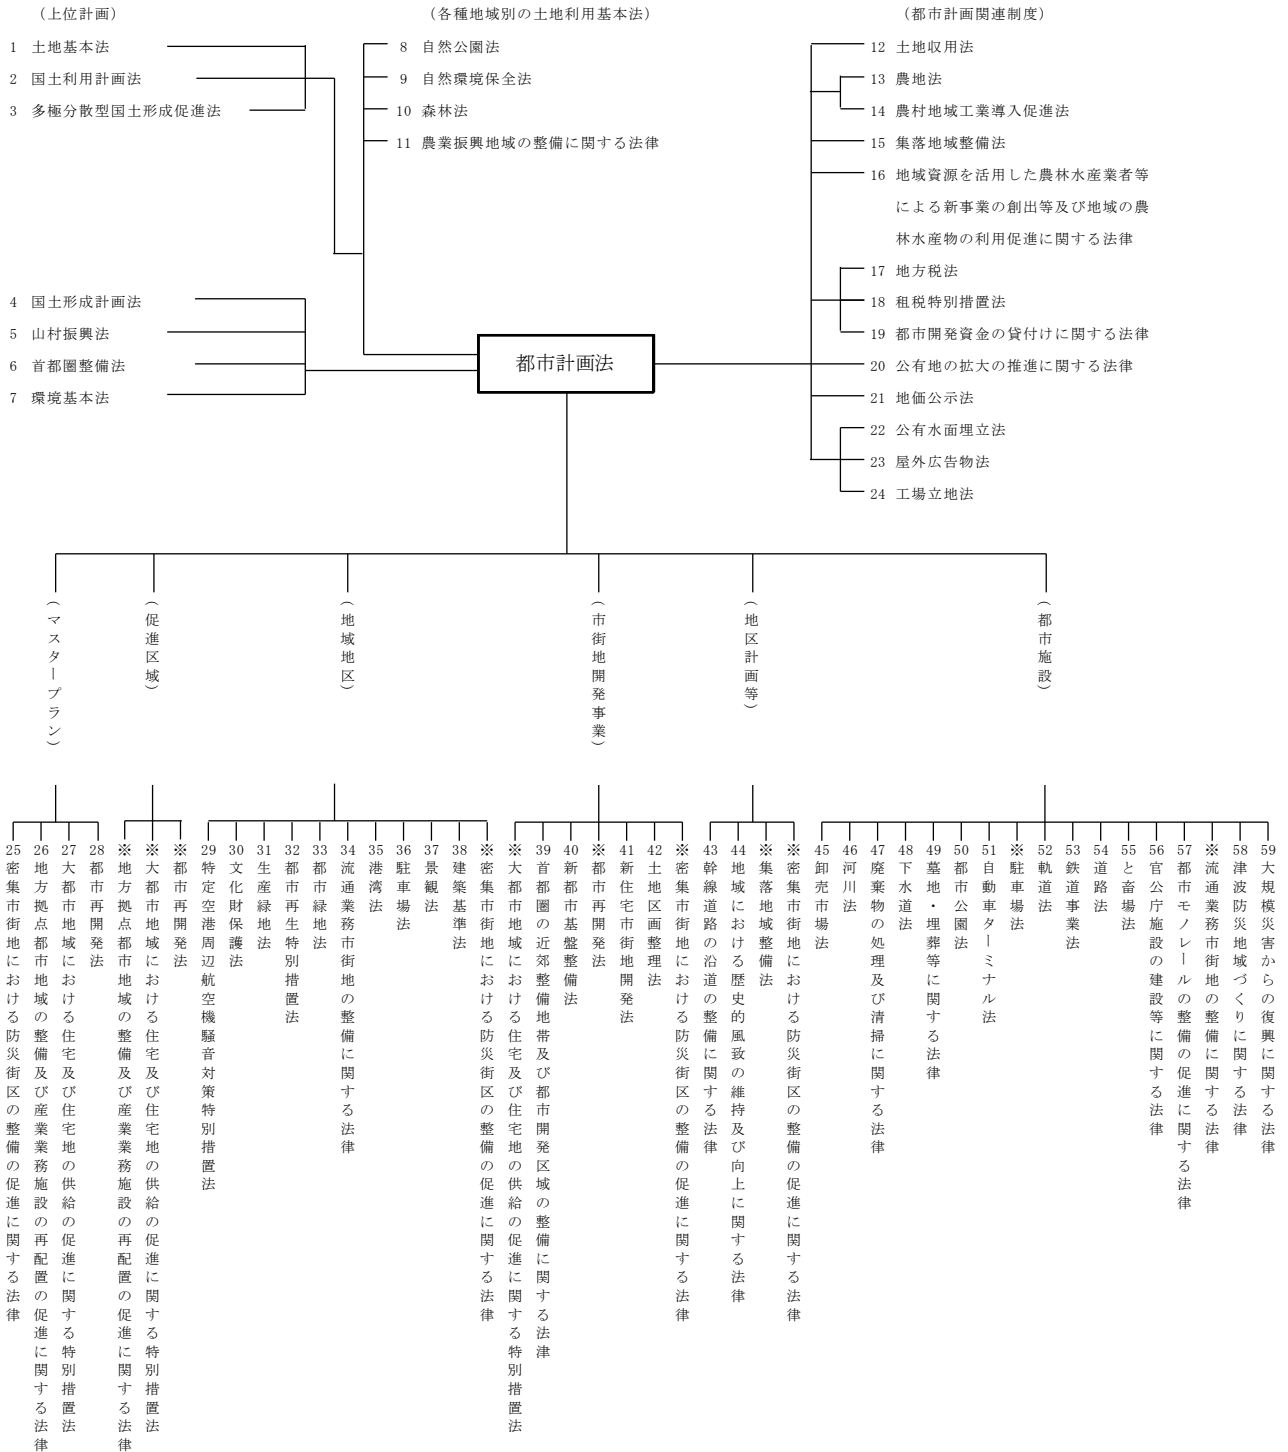 （上位計画）
1 土地基本法
2 国土利用計画法
3 多極分散型国土形成促進法
4 国土形成計画法
5 山村振興法
6 首都圏整備法
7 環境基本法
（各種地域別の土地利用基本法）
8 自然公園法
9 自然環境保全法
10 森林法
11 農業振興地域の整備に関する法律
（都市計画関連制度）
12 土地収用法
13 農地法
14 農村地域工業導入促進法
15 集落地域整備法
16 地域資源を活用した農林水産業者等
による新事業の創出等及び地域の農
林水産物の利用促進に関する法律
17 地方税法
18 租税特別措置法
19 都市開発資金の貸付けに関する法律
20 公有地の拡大の推進に関する法律
21 地価公示法
22 公有水面埋立法
23 屋外広告物法
24 工場立地法
都市計画法
（マスタープラン）
25 密集市街地における防災街区の整備の促進に関する法律
26 地方拠点都市地域の整備及び産業業務施設の再配置の促進に関する法律
27 大都市地域における住宅及び住宅地の供給の促進に関する特別措置法
28 都市再開発法
（促進区域）
※ 地方拠点都市地域の整備及び産業業務施設の再配置の促進に関する法律
※ 大都市地域における住宅及び住宅地の供給の促進に関する特別措置法
※ 都市再開発法
（地域地区）
29 特定空港周辺航空機騒音対策特別措置法
30 文化財保護法
31 生産緑地法
32 都市再生特別措置法
33 都市緑地法
34 流通業務市街地の整備に関する法律
35 港湾法
36 駐車場法
37 景観法
38 建築基準法
※ 密集市街地における防災街区の整備の促進に関する法律
（市街地開発事業）
※ 大都市地域における住宅及び住宅地の供給の促進に関する特別措置法
39 首都圏の近郊整備地帯及び都市開発区域の整備に関する法津
40 新都市基盤整備法
※ 都市再開発法
41 新住宅市街地開発法
42 土地区画整理法
※ 密集市街地における防災街区の整備の促進に関する法律
（地区計画等）
43 幹線道路の沿道の整備に関する法律
44 地域における歴史的風致の維持及び向上に関する法律
※ 集落地域整備法
※ 密集市街地における防災街区の整備の促進に関する法律
（都市施設）
45 卸売市場法
46 河川法
47 廃棄物の処理及び清掃に関する法律
48 下水道法
49 墓地・埋葬等に関する法律
50 都市公園法
51 自動車ターミナル法
※ 駐車場法
52 軌道法
53 鉄道事業法
54 道路法
55 と畜場法
56 官公庁施設の建設等に関する法律
57 都市モノレールの整備の促進に関する法律
※ 流通業務市街地の整備に関する法律
58 津波防災地域づくりに関する法律
59 大規模災害からの復興に関する法律